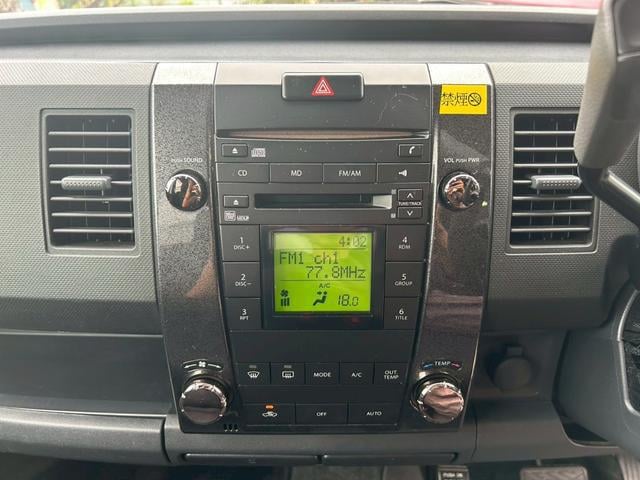 禁煙
PUSH SOUND
VOL PUSH PWR
CD
MD
FM/AM
TUNE/TRACK
1
DISC+
4
RDM
2
DISC−
5
GROUP
3
RPT
6
TITLE
4:02
FM1 ch1
77.8MHz
A/C
18.0
TEMP
MODE
A/C
OUT
TEMP
OFF
AUTO